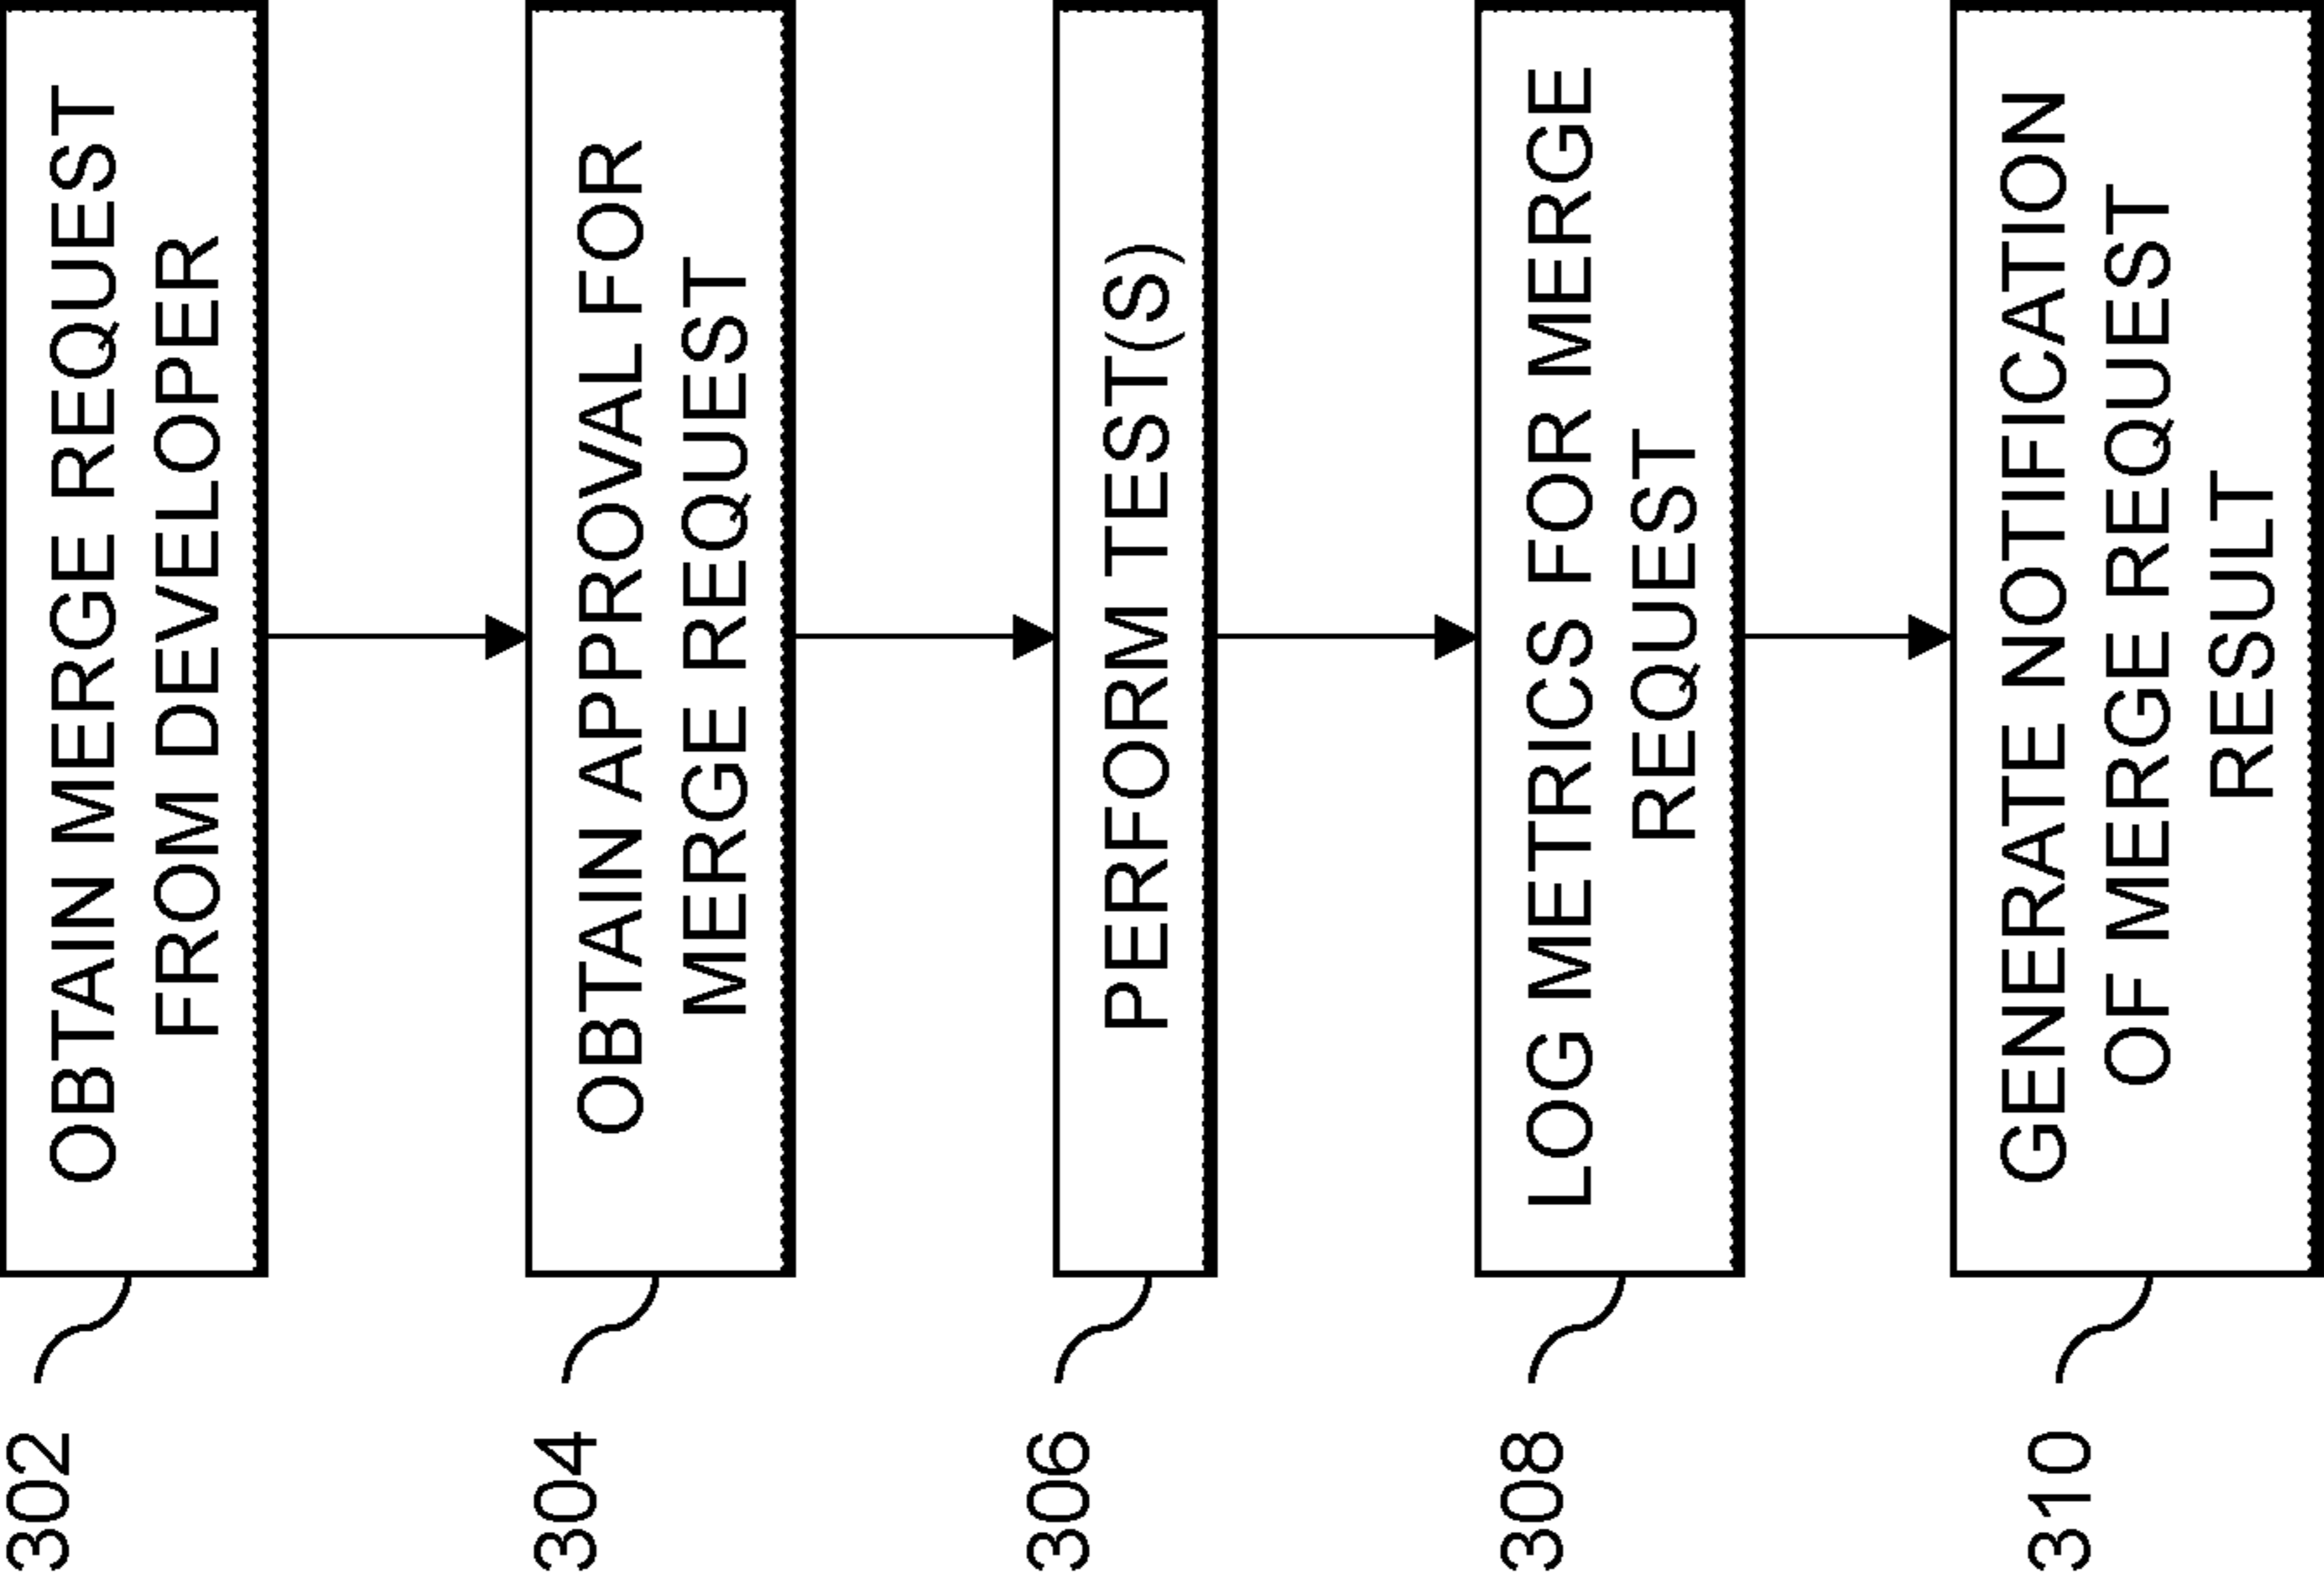 302
OBTAIN MERGE REQUEST
FROM DEVELOPER
304
OBTAIN APPROVAL FOR
MERGE REQUEST
306
PERFORM TEST(S)
308
LOG METRICS FOR MERGE
REQUEST
310
GENERATE NOTIFICATION
OF MERGE REQUEST
RESULT